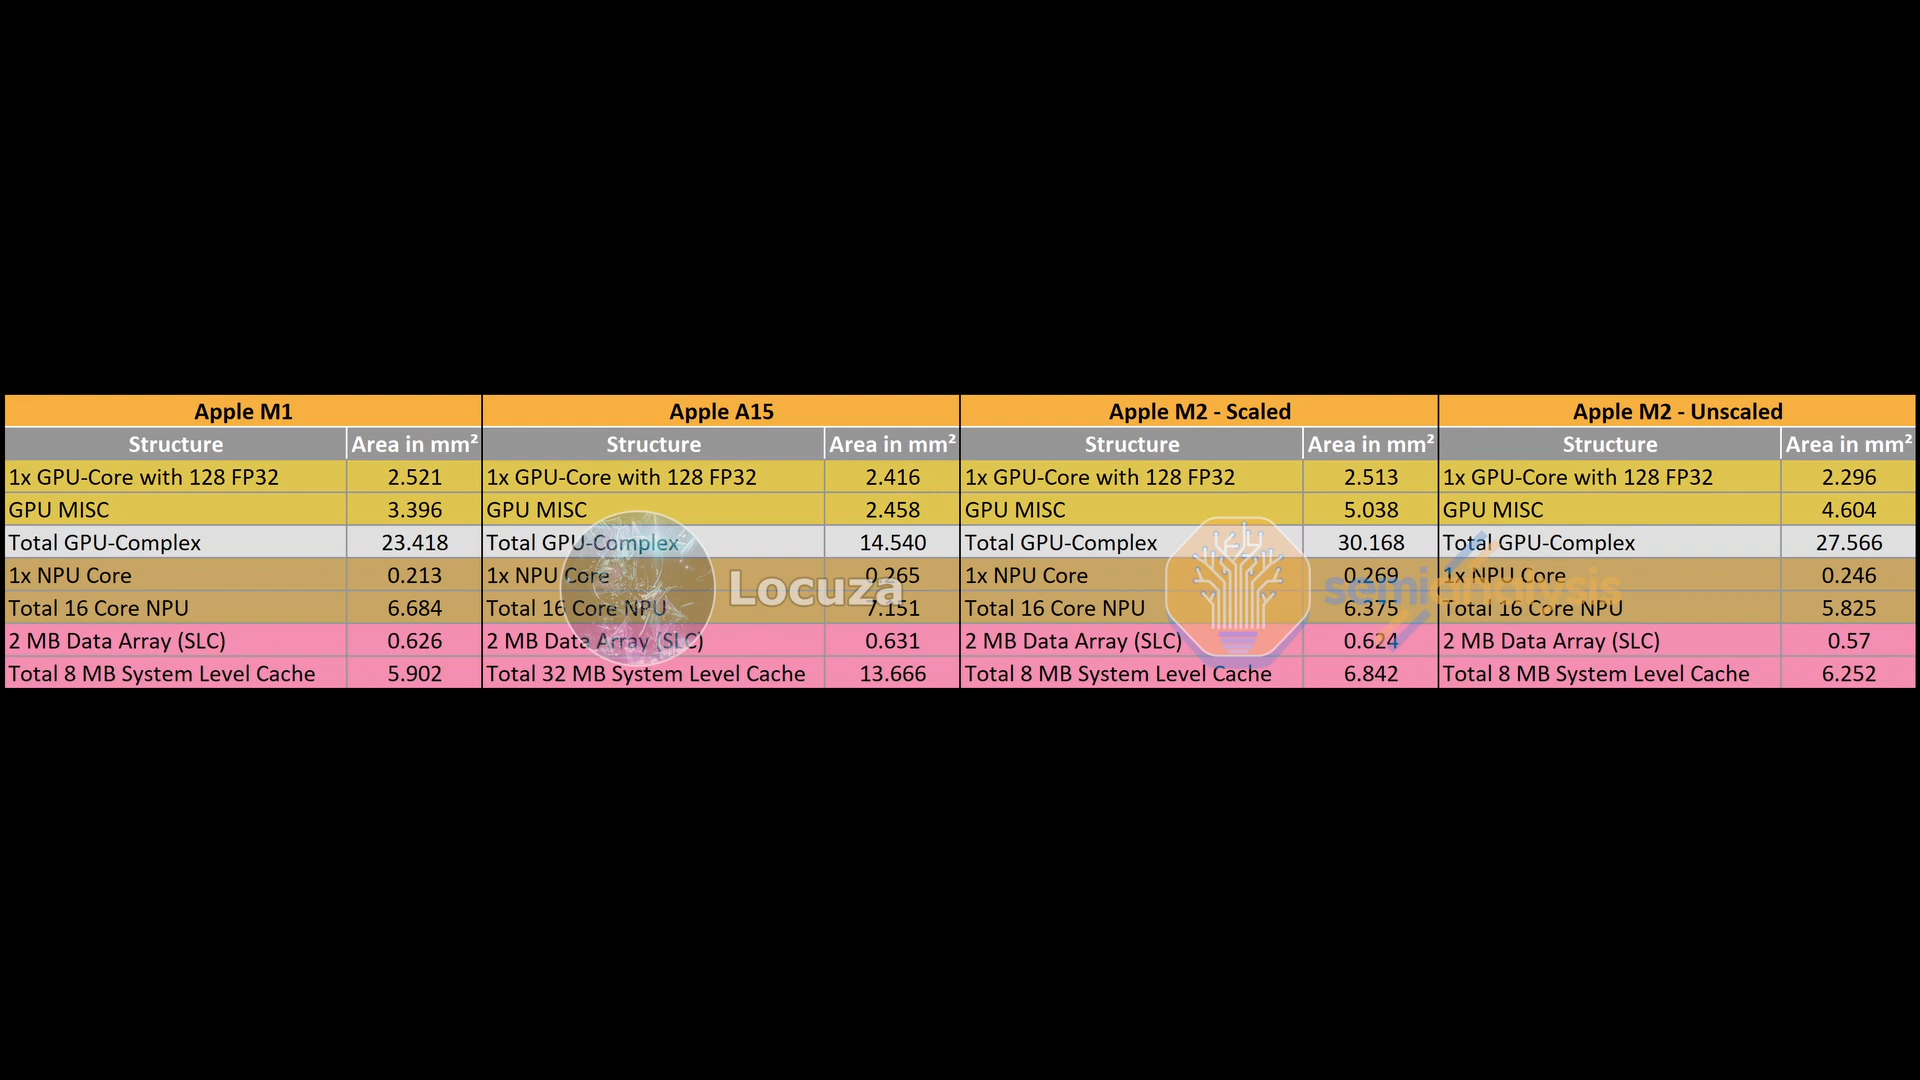 Apple M1 Apple A15 Apple M2 - Scaled Apple M2 - Unscaled
Structure Area in mm² Structure Area in mm² Structure Area in mm² Structure Area in mm²
1x GPU-Core with 128 FP32 2.521 1x GPU-Core with 128 FP32 2.416 1x GPU-Core with 128 FP32 2.513 1x GPU-Core with 128 FP32 2.296
GPU MISC 3.396 GPU MISC 2.458 GPU MISC 5.038 GPU MISC 4.604
Total GPU-Complex 23.418 Total GPU-Complex 14.540 Total GPU-Complex 30.168 Total GPU-Complex 27.566
1x NPU Core 0.213 1x NPU Core 0.265 1x NPU Core 0.269 1x NPU Core 0.246
Locuza semianalysis
Total 16 Core NPU 6.684 Total 16 Core NPU 7.151 Total 16 Core NPU 6.375 Total 16 Core NPU 5.825
2 MB Data Array (SLC) 0.626 2 MB Data Array (SLC) 0.631 2 MB Data Array (SLC) 0.624 2 MB Data Array (SLC) 0.57
Total 8 MB System Level Cache 5.902 Total 32 MB System Level Cache 13.666 Total 8 MB System Level Cache 6.842 Total 8 MB System Level Cache 6.252